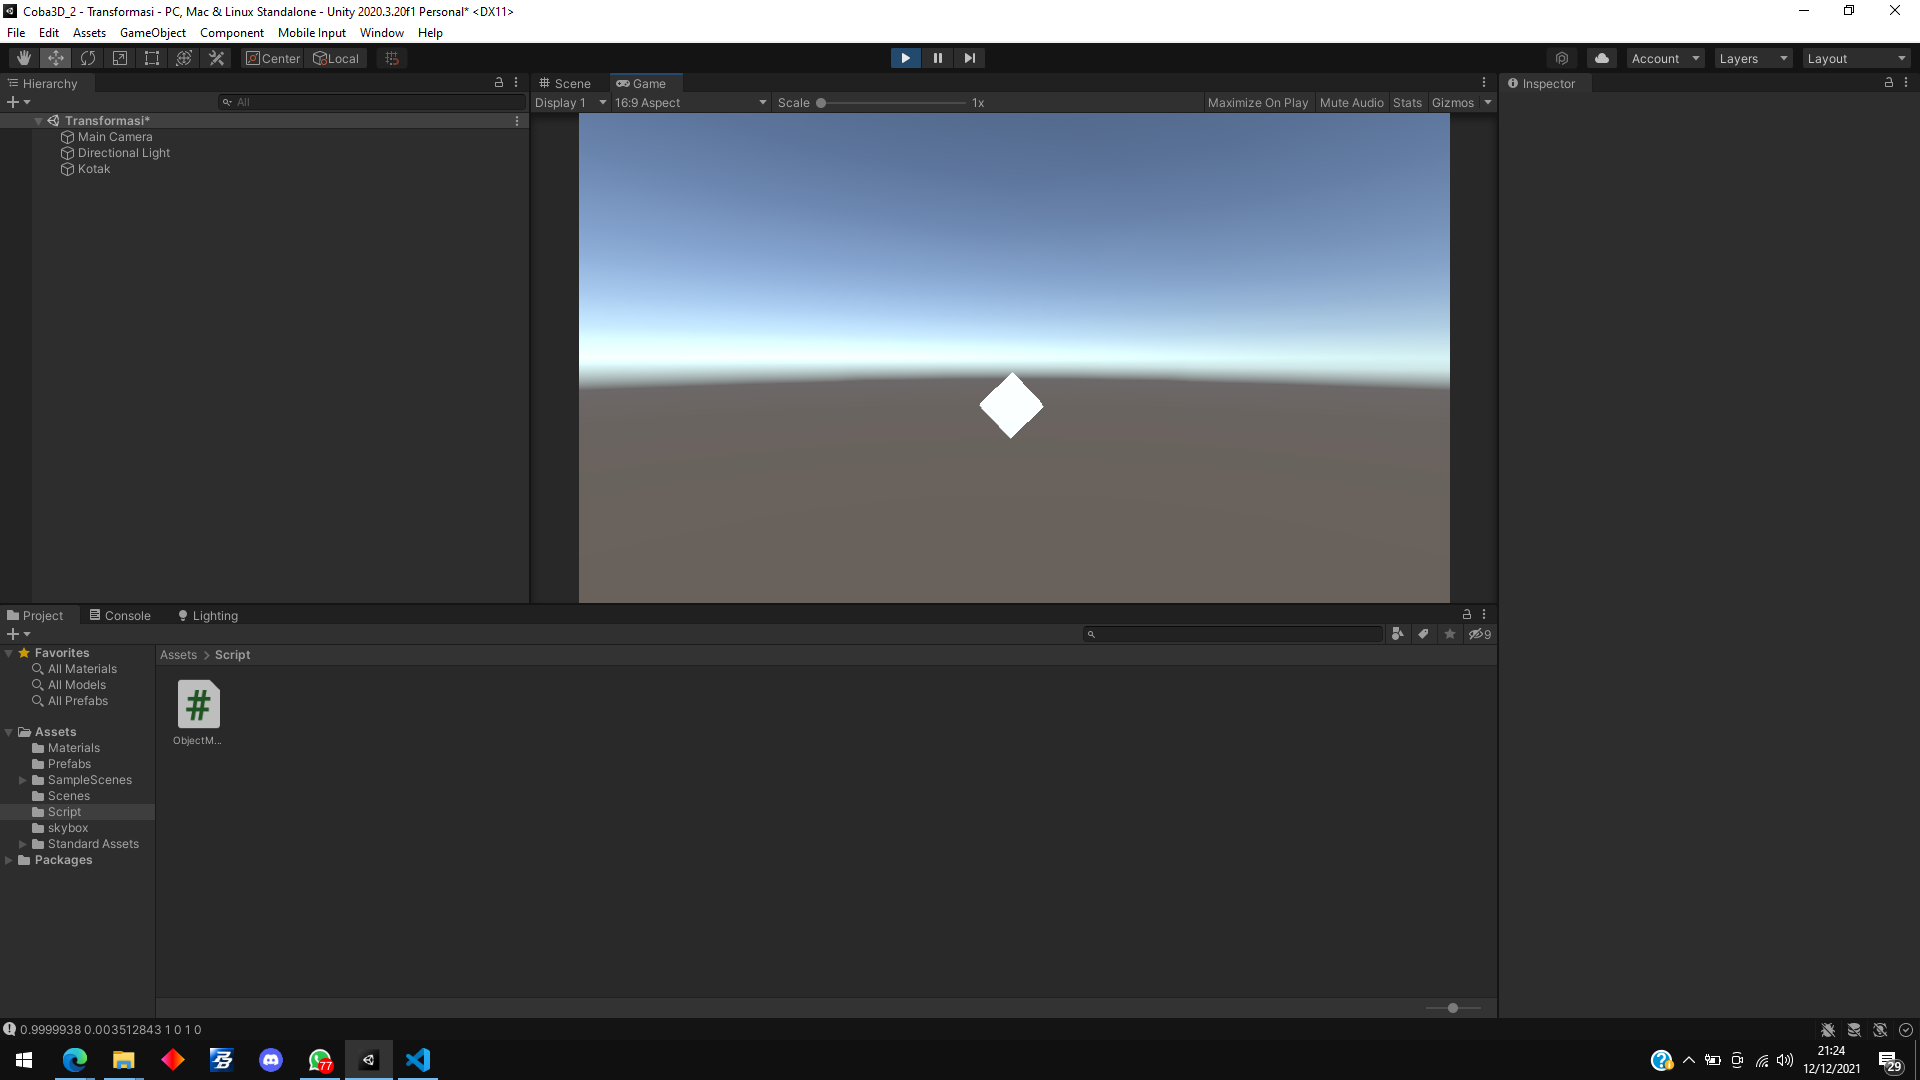 Coba3D_2 - Transformasi - PC, Mac & Linux Standalone - Unity 2020.3.20f1 Personal* <DX11>
File Edit Assets GameObject Component Mobile Input Window Help
Center Local Account Layers Layout
Hierarchy
All
Transformasi*
Main Camera
Directional Light
Kotak
Scene Game
Display 1 16:9 Aspect Scale 1x Maximize On Play Mute Audio Stats Gizmos
Inspector
Project Console Lighting
9
Favorites
All Materials
All Models
All Prefabs
Assets
Materials
Prefabs
SampleScenes
Scenes
Script
skybox
Standard Assets
Packages
Assets > Script
#
ObjectM...
0.9999938 0.003512843 1 0 1 0
77
21:24
12/12/2021
29